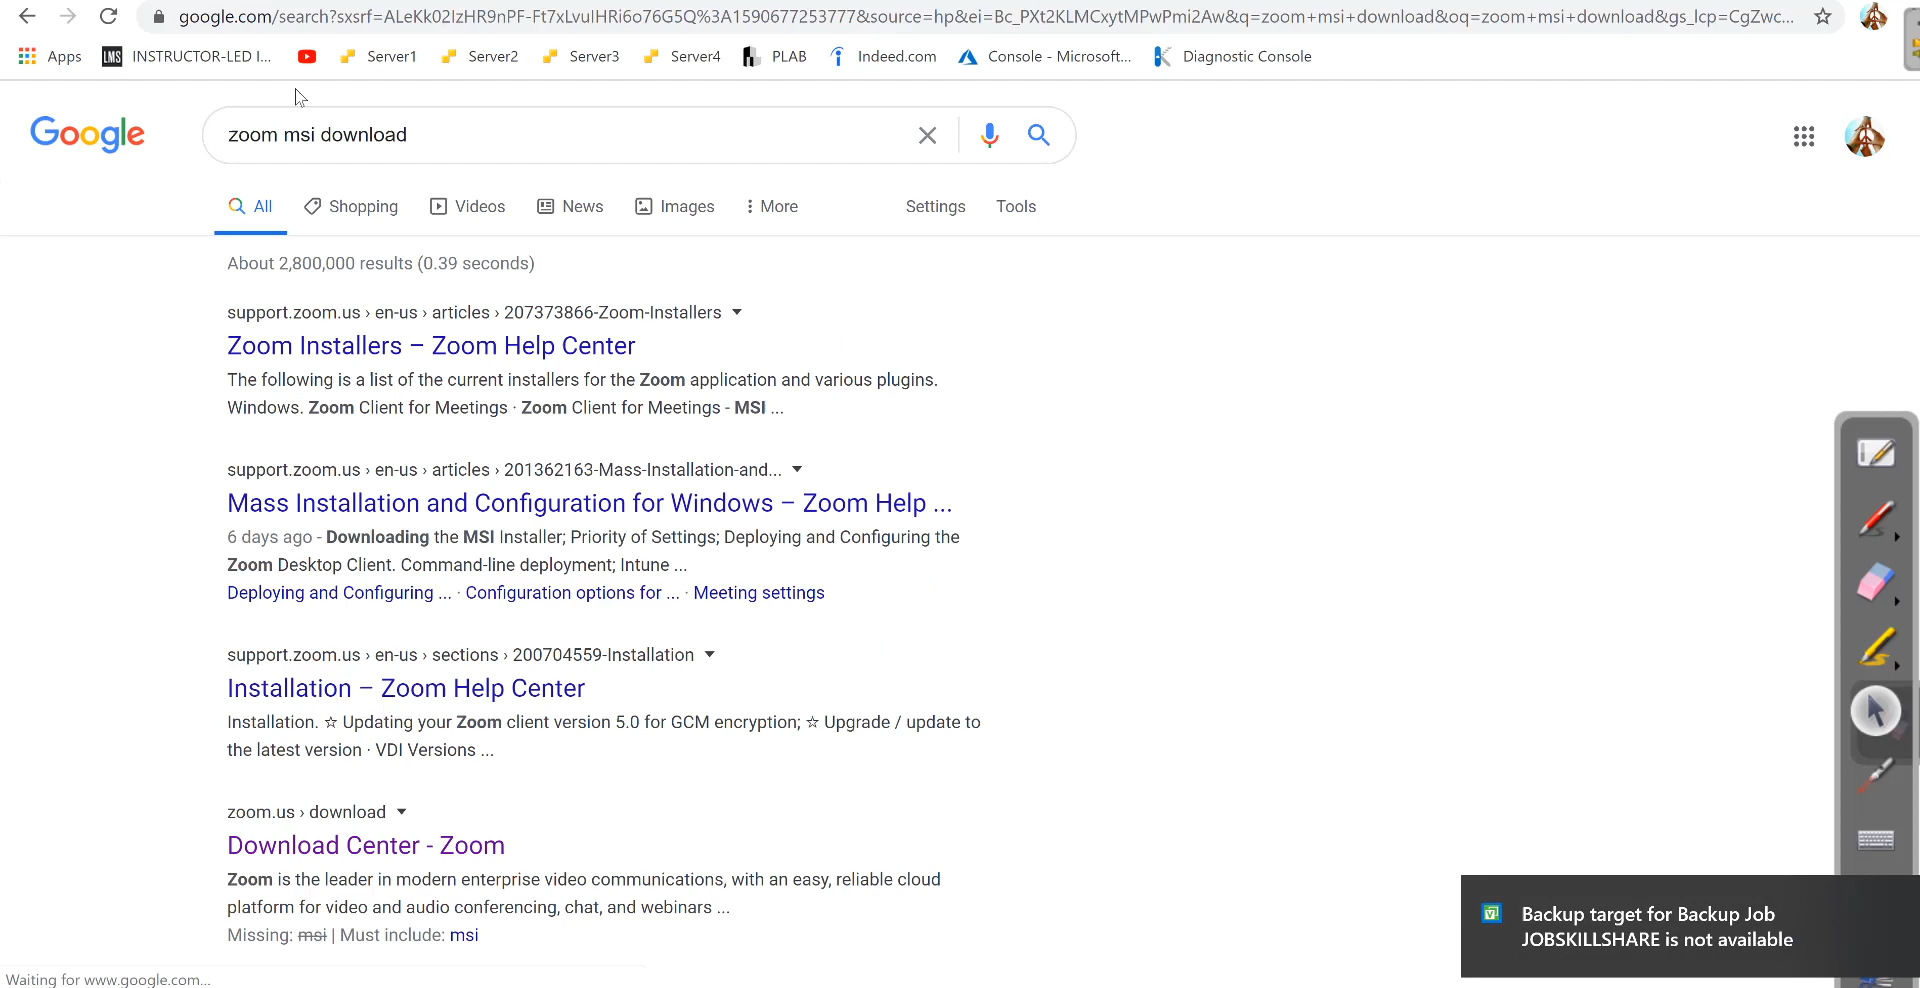 google.com/search?sxsrf=ALeKk02IzHR9nPF-Ft7xLvuIHRi6o76G5Q%3A1590677253777&source=hp&ei=Bc_PXt2KLMCxytMPwPmi2Aw&q=zoom+msi+download&oq=zoom+msi+download&gs_lcp=CgZwc...
Apps LMS INSTRUCTOR-LED I... Server1 Server2 Server3 Server4 PLAB Indeed.com Console - Microsoft... Diagnostic Console
Google
zoom msi download
All Shopping Videos News Images More Settings Tools
About 2,800,000 results (0.39 seconds)
support.zoom.us › en-us › articles › 207373866-Zoom-Installers
Zoom Installers – Zoom Help Center
The following is a list of the current installers for the Zoom application and various plugins.
Windows. Zoom Client for Meetings · Zoom Client for Meetings - MSI ...
support.zoom.us › en-us › articles › 201362163-Mass-Installation-and...
Mass Installation and Configuration for Windows – Zoom Help ...
6 days ago - Downloading the MSI Installer; Priority of Settings; Deploying and Configuring the
Zoom Desktop Client. Command-line deployment; Intune ...
Deploying and Configuring ... · Configuration options for ... · Meeting settings
support.zoom.us › en-us › sections › 200704559-Installation
Installation – Zoom Help Center
Installation. ☆ Updating your Zoom client version 5.0 for GCM encryption; ☆ Upgrade / update to
the latest version · VDI Versions ...
zoom.us › download
Download Center - Zoom
Zoom is the leader in modern enterprise video communications, with an easy, reliable cloud
platform for video and audio conferencing, chat, and webinars ...
Missing: msi | Must include: msi
Backup target for Backup Job
JOBSKILLSHARE is not available
Waiting for www.google.com...